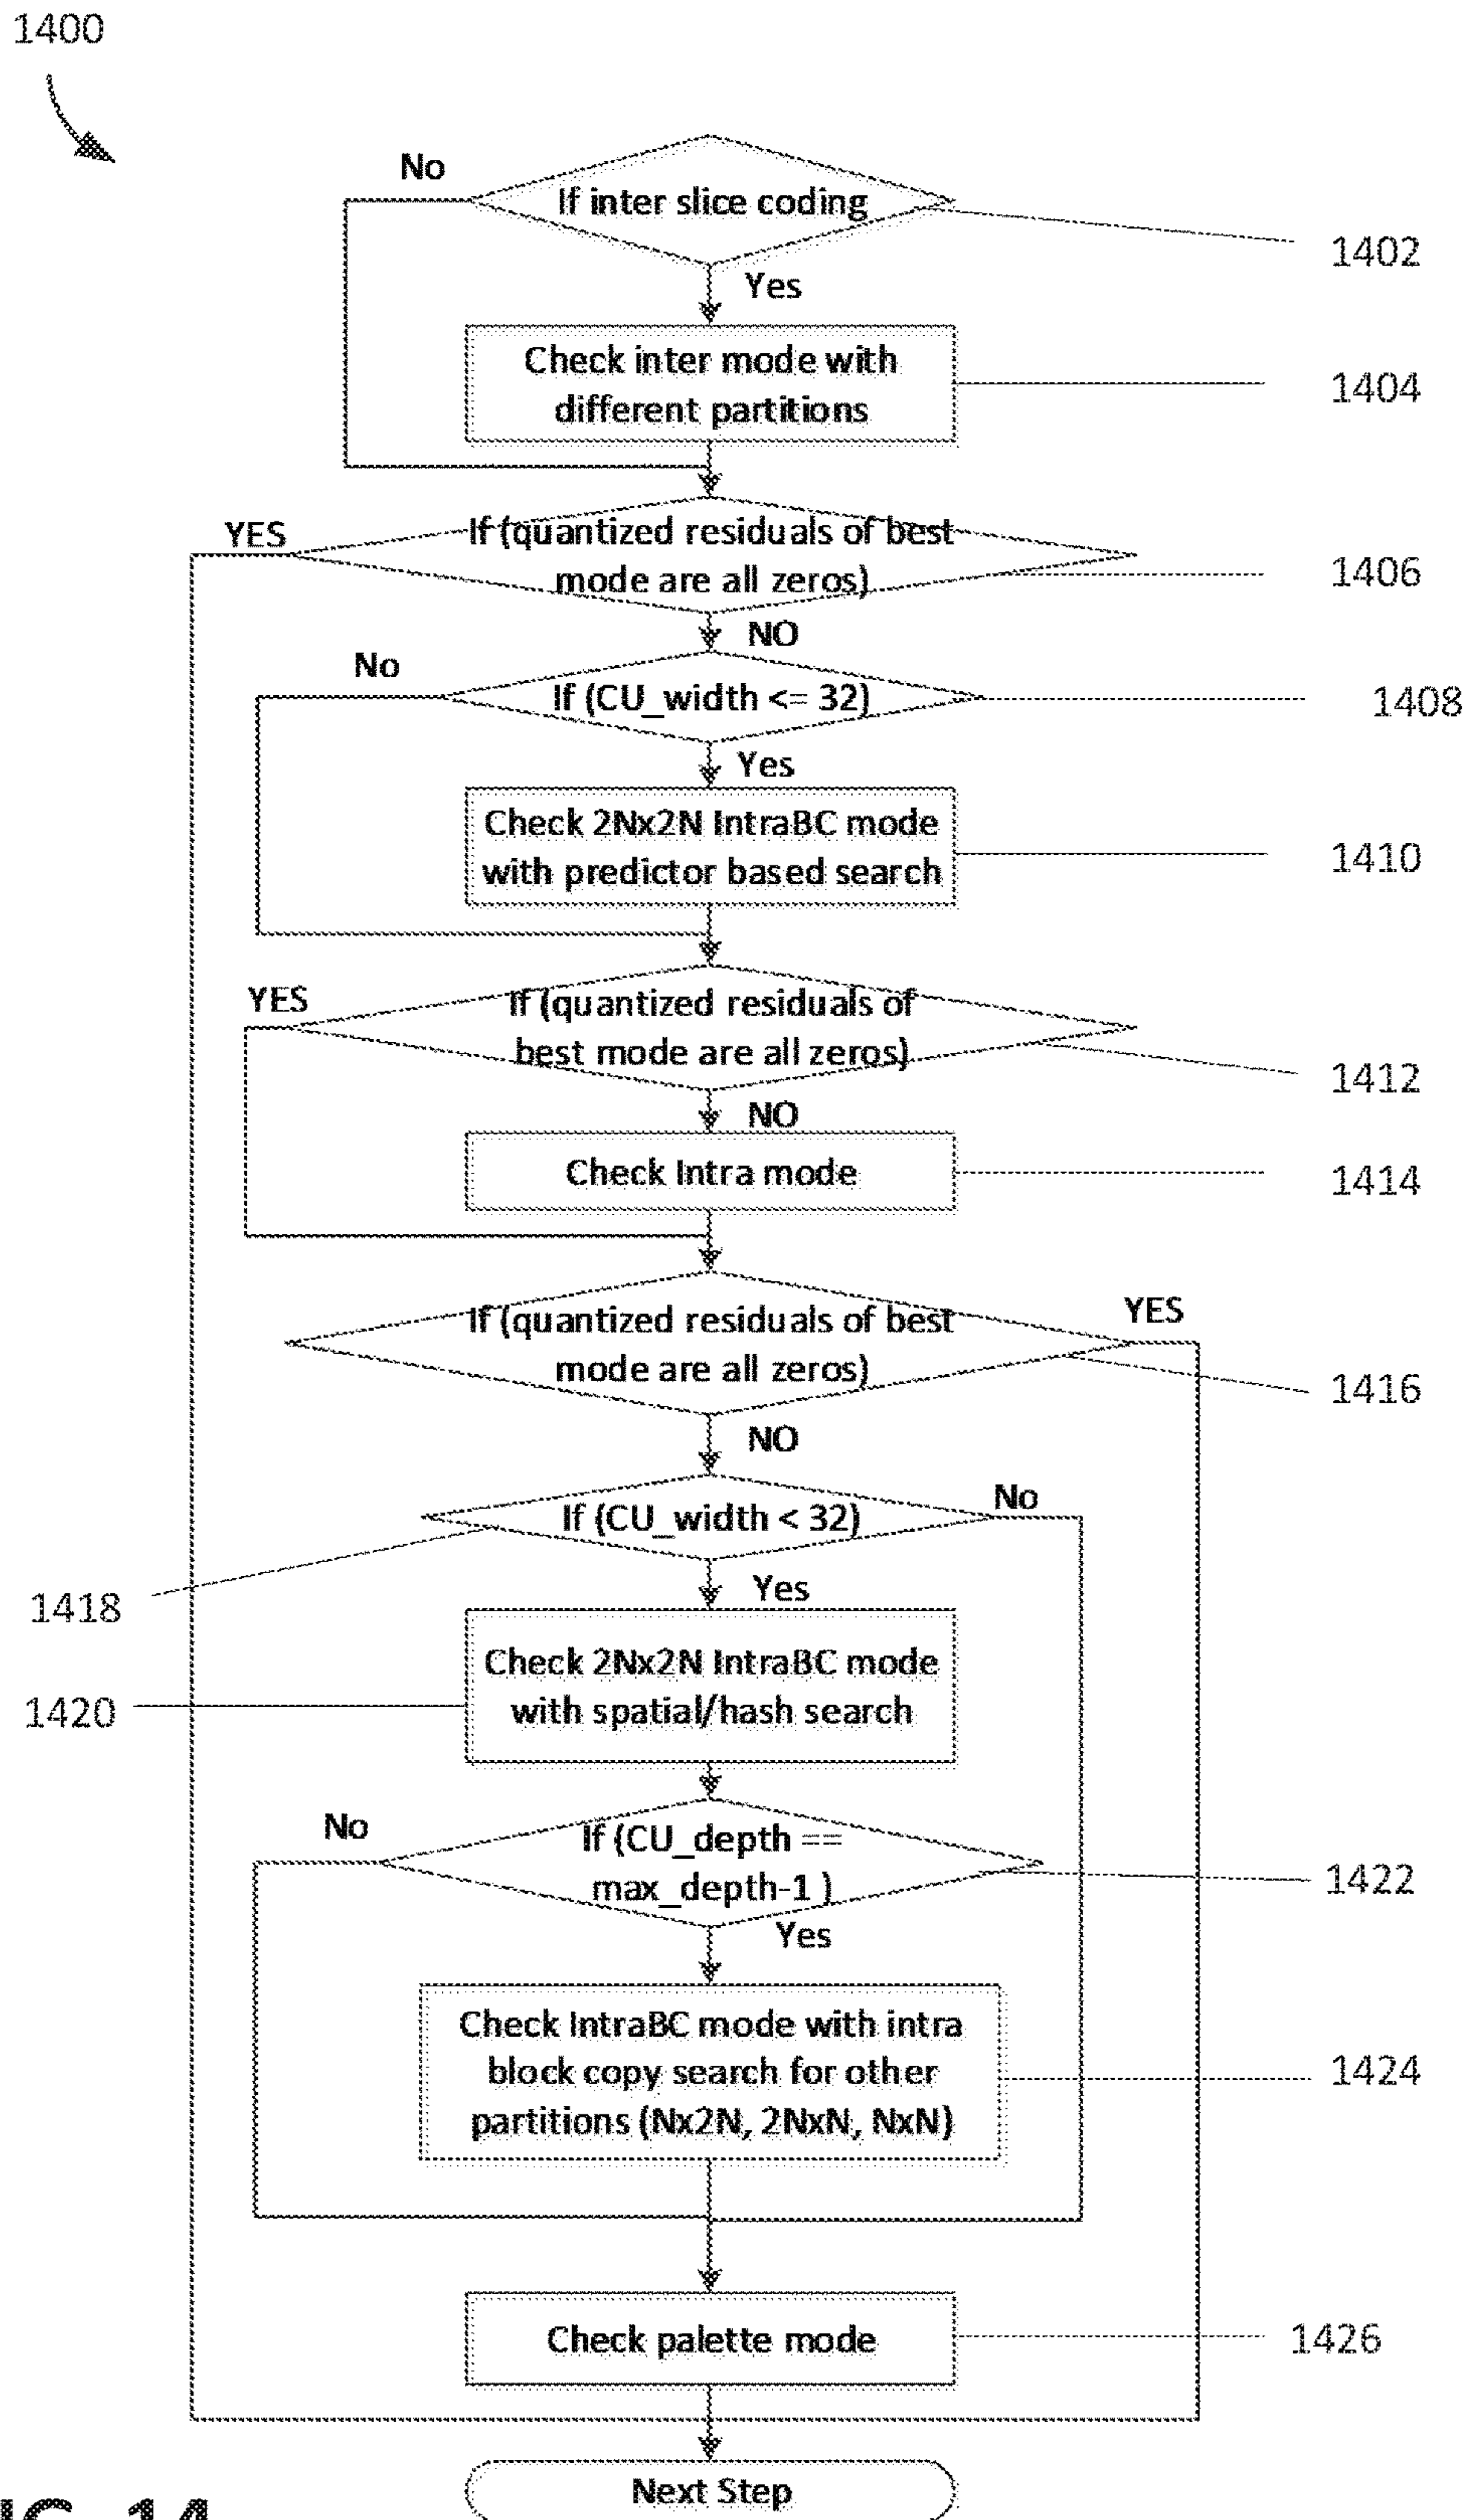 1400
No
If inter slice coding
1402
Yes
Check inter mode with
different partitions
1404
YES
If (quantized residuals of best
mode are all zeros)
1406
NO
No
If (CU_width <= 32)
1408
Yes
Check 2Nx2N IntraBC mode
with predictor based search
1410
YES
If (quantized residuals of
best mode are all zeros)
1412
NO
Check Intra mode
1414
If (quantized residuals of best
mode are all zeros)
YES
1416
NO
If (CU_width < 32)
No
1418
Yes
Check 2Nx2N IntraBC mode
with spatial/hash search
1420
No
If (CU_depth ==
max_depth-1 )
1422
Yes
Check IntraBC mode with intra
block copy search for other
partitions (Nx2N, 2NxN, NxN)
1424
Check palette mode
1426
Next Step